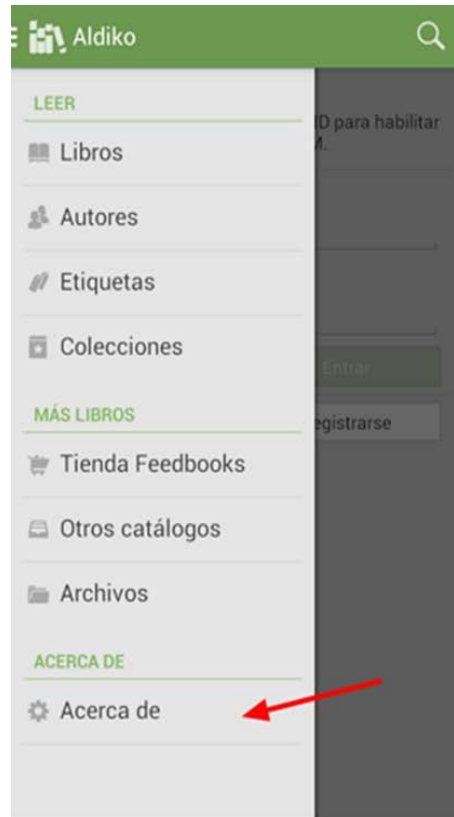 Aldiko
LEER
ID para habilitar
M.
Libros
Autores
Etiquetas
Colecciones
Entrar
MÁS LIBROS
egistrarse
Tienda Feedbooks
Otros catálogos
Archivos
ACERCA DE
Acerca de